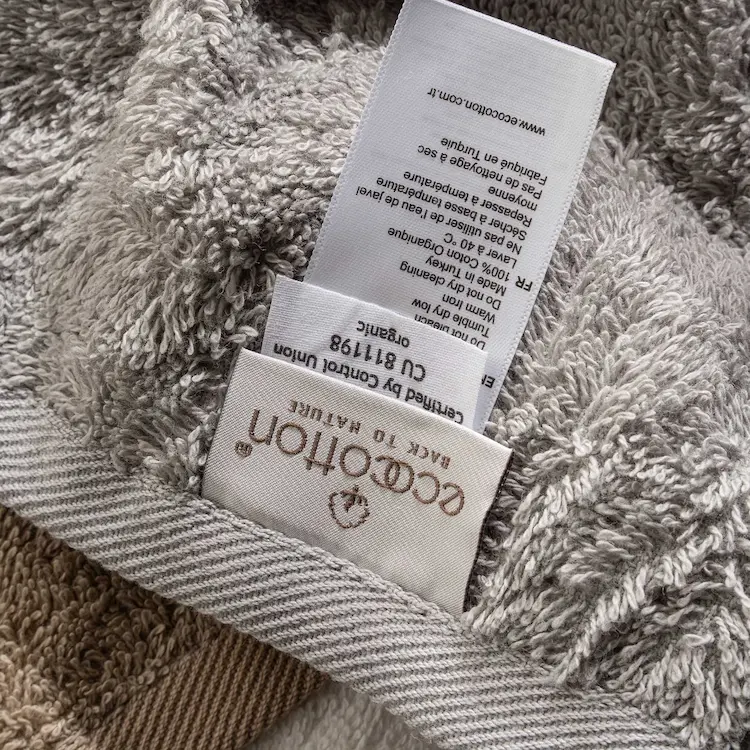 ecocotton®
BACK TO NATURE
Certified by Control Union
CU 811198
organic
EN
Do not bleach
Tumble dry low
Warm Iron
Do not dry cleaning
Made in Turkey
FR
100% Coton Organique
Laver à 40 °C
Ne pas utiliser de l'eau de javel
Sécher à basse température
Repasser à température
moyenne
Pas de nettoyage à sec
Fabriqué en Turquie
www.ecocotton.com.tr